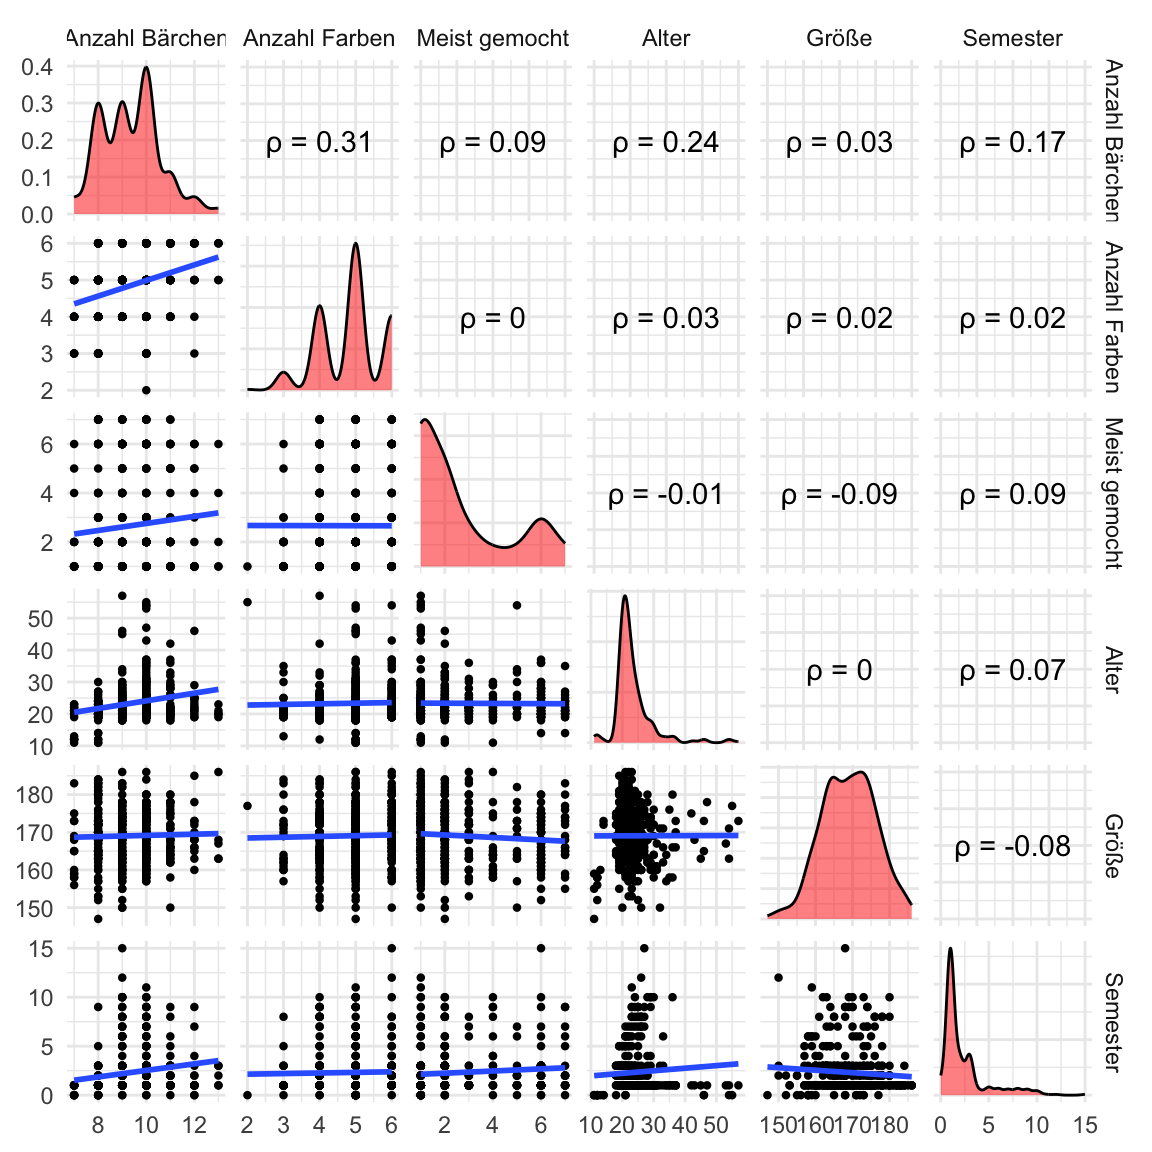 Anzahl Bärchen Anzahl Farben Meist gemocht Alter Größe Semester
0.4
0.3
0.2
0.1
0.0
ρ = 0.31 ρ = 0.09 ρ = 0.24 ρ = 0.03 ρ = 0.17
Anzahl Bärchen
6
5
4
3
2
ρ = 0 ρ = 0.03 ρ = 0.02 ρ = 0.02
Anzahl Farben
6
4
2
ρ = -0.01 ρ = -0.09 ρ = 0.09
Meist gemocht
50
40
30
20
10
ρ = 0 ρ = 0.07
Alter
180
170
160
150
ρ = -0.08
Größe
15
10
5
0
Semester
8 10 12 2 3 4 5 6 2 4 6 10 20 30 40 50 150 160 170 180 0 5 10 15